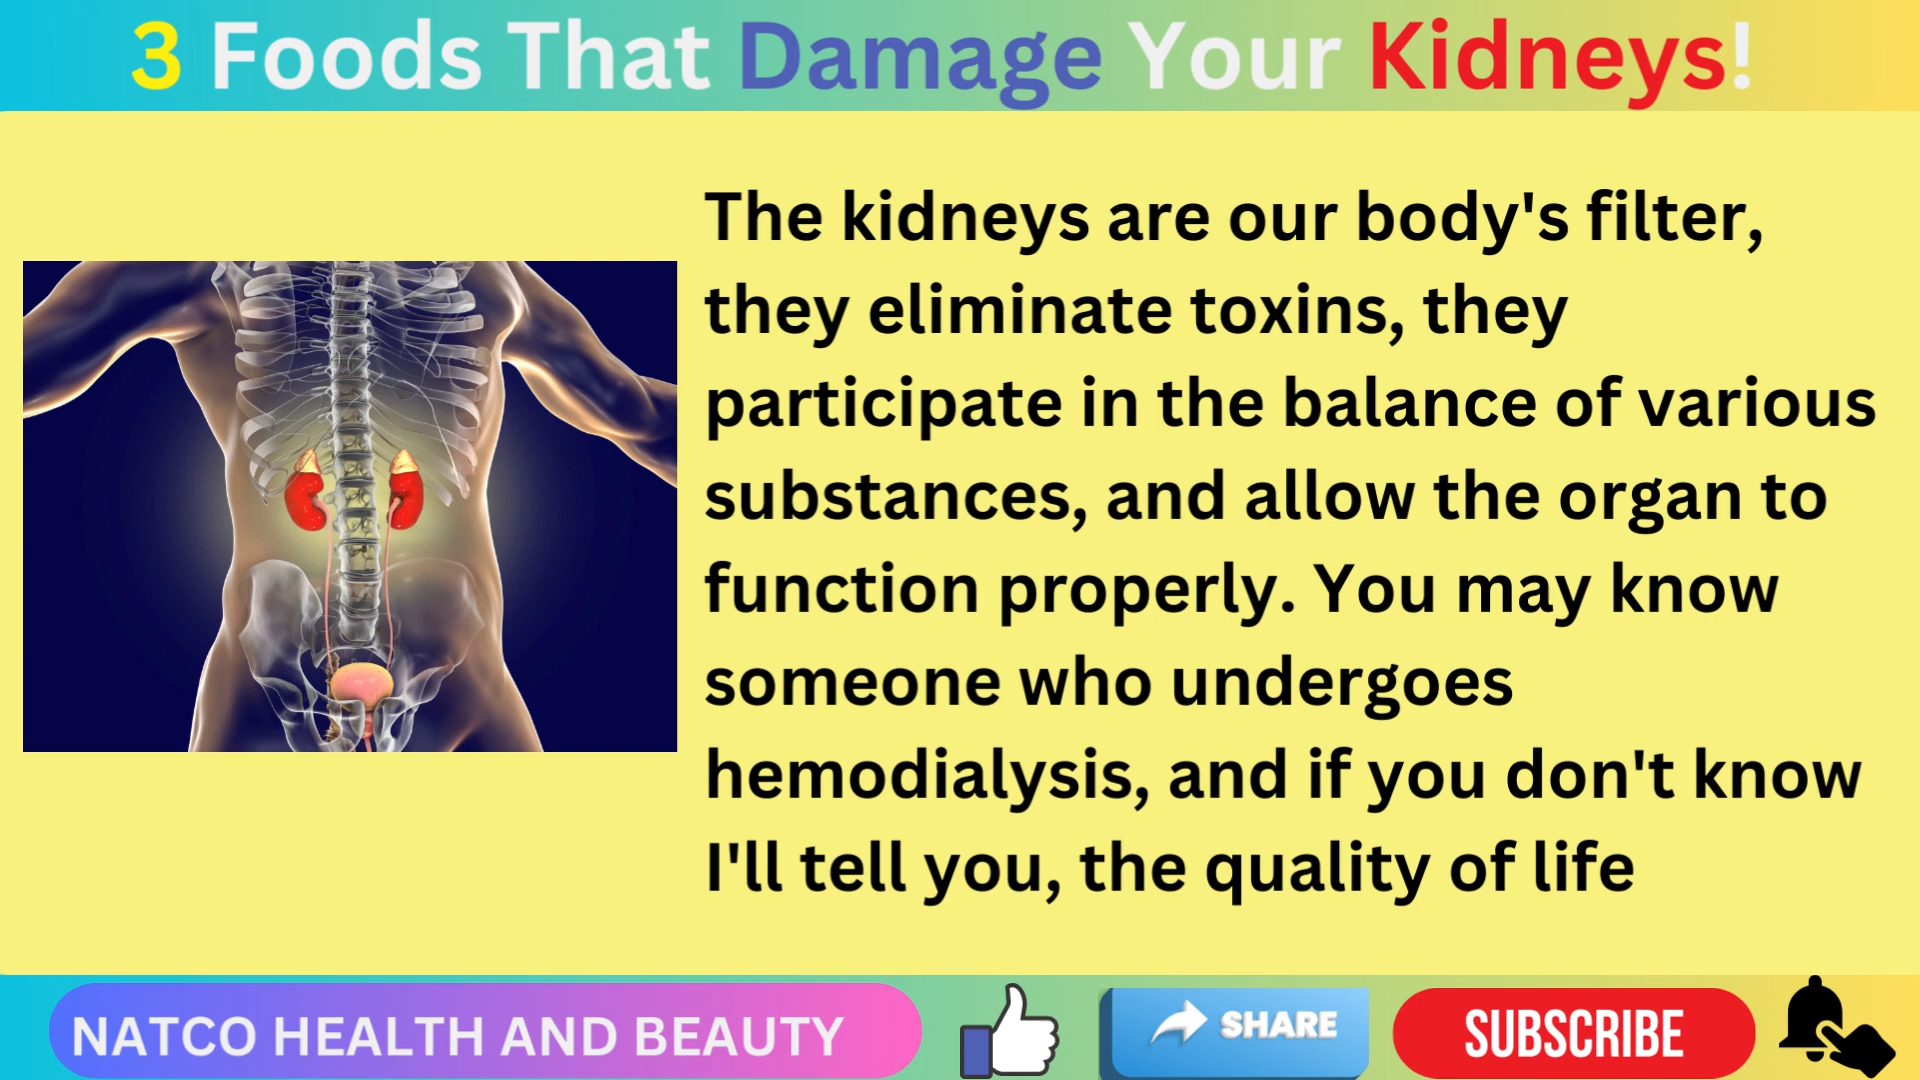 3 Foods That Damage Your Kidneys!
The kidneys are our body's filter,
they eliminate toxins, they
participate in the balance of various
substances, and allow the organ to
function properly. You may know
someone who undergoes
hemodialysis, and if you don't know
I'll tell you, the quality of life
NATCO HEALTH AND BEAUTY
SHARE
SUBSCRIBE